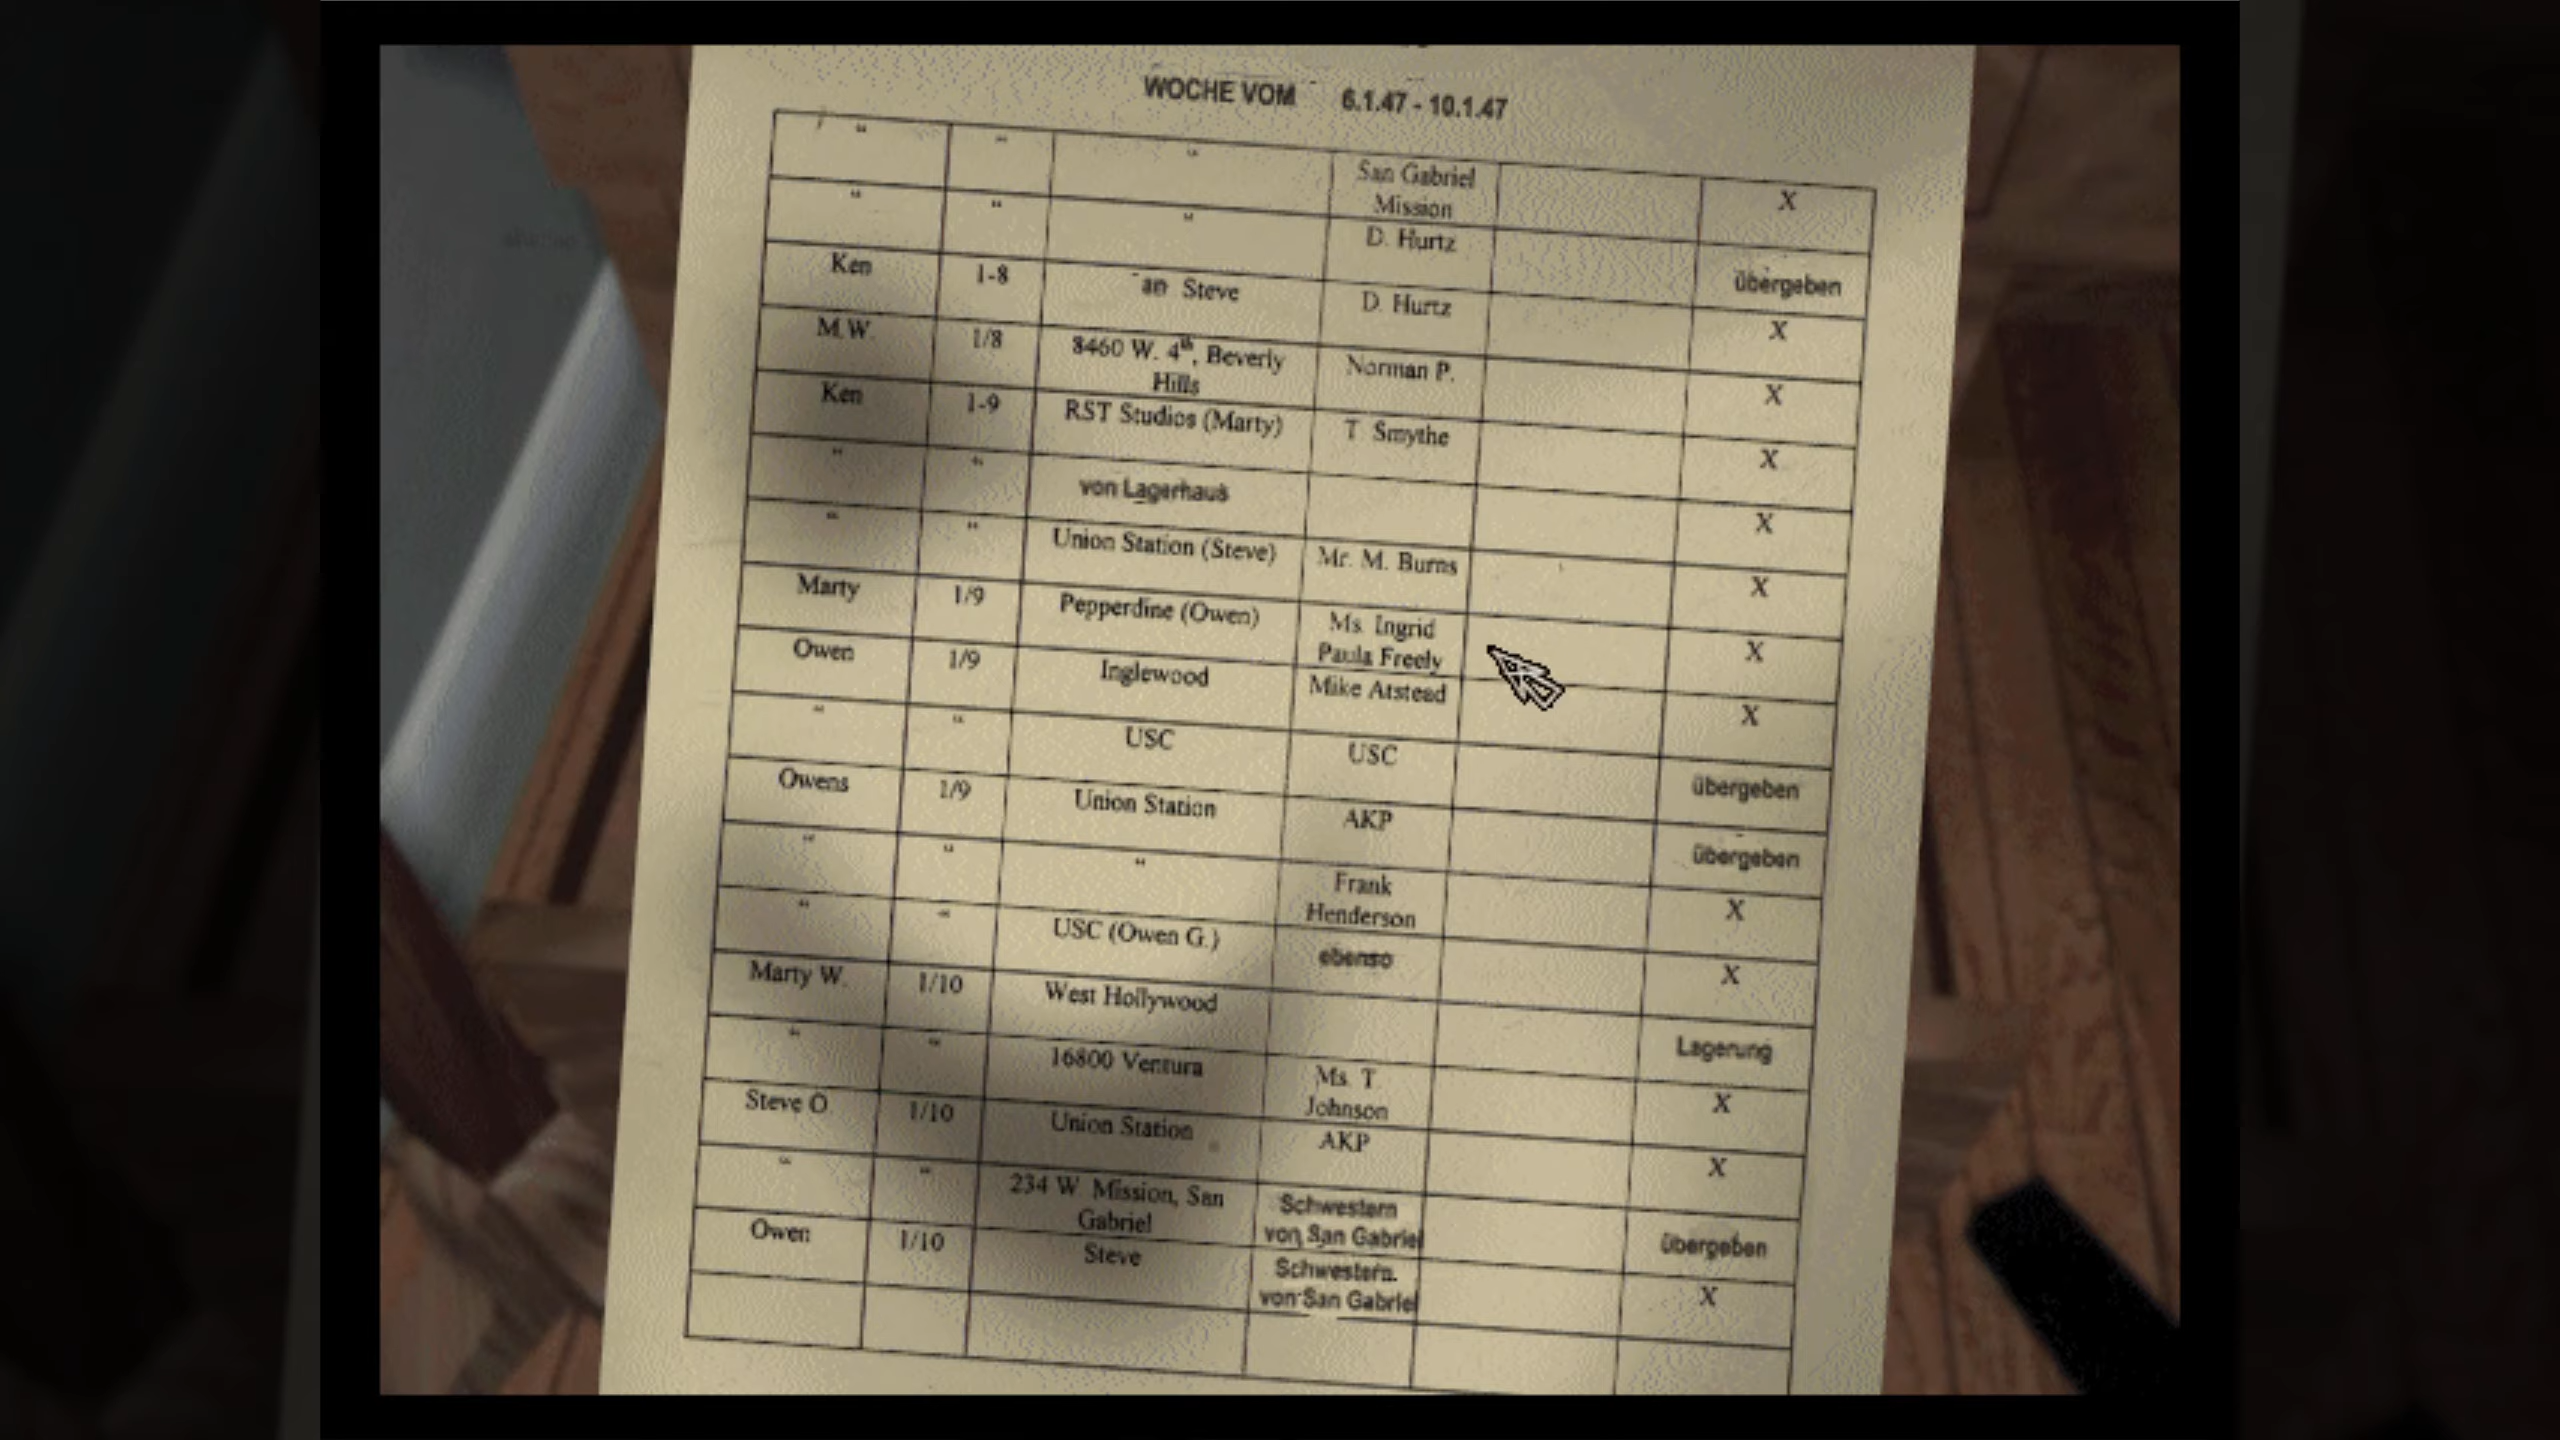 WOCHE VOM 6.1.47 - 10.1.47
" " " San Gabriel Mission X
" " " D. Hurtz übergeben
Ken 1-8 an Steve D. Hurtz X
M.W. 1/8 8460 W. 4th, Beverly Hills Norman P. X
Ken 1-9 RST Studios (Marty) T. Smythe X
" " von Lagerhaus X
" " Union Station (Steve) Mr. M. Burns X
Marty 1/9 Pepperdine (Owen) Ms. Ingrid Paula Freely X
Owen 1/9 Inglewood Mike Atstead X
" " USC USC übergeben
Owens 1/9 Union Station AKP übergeben
" " " Frank Henderson X
" " USC (Owen G.) ebenso X
Marty W. 1/10 West Hollywood Lagerung
" " 16800 Ventura Ms. T. Johnson X
Steve O 1/10 Union Station AKP X
" " 234 W. Mission, San Gabriel Schwestern von San Gabriel übergeben
Owen 1/10 Steve Schwestern. von San Gabriel X